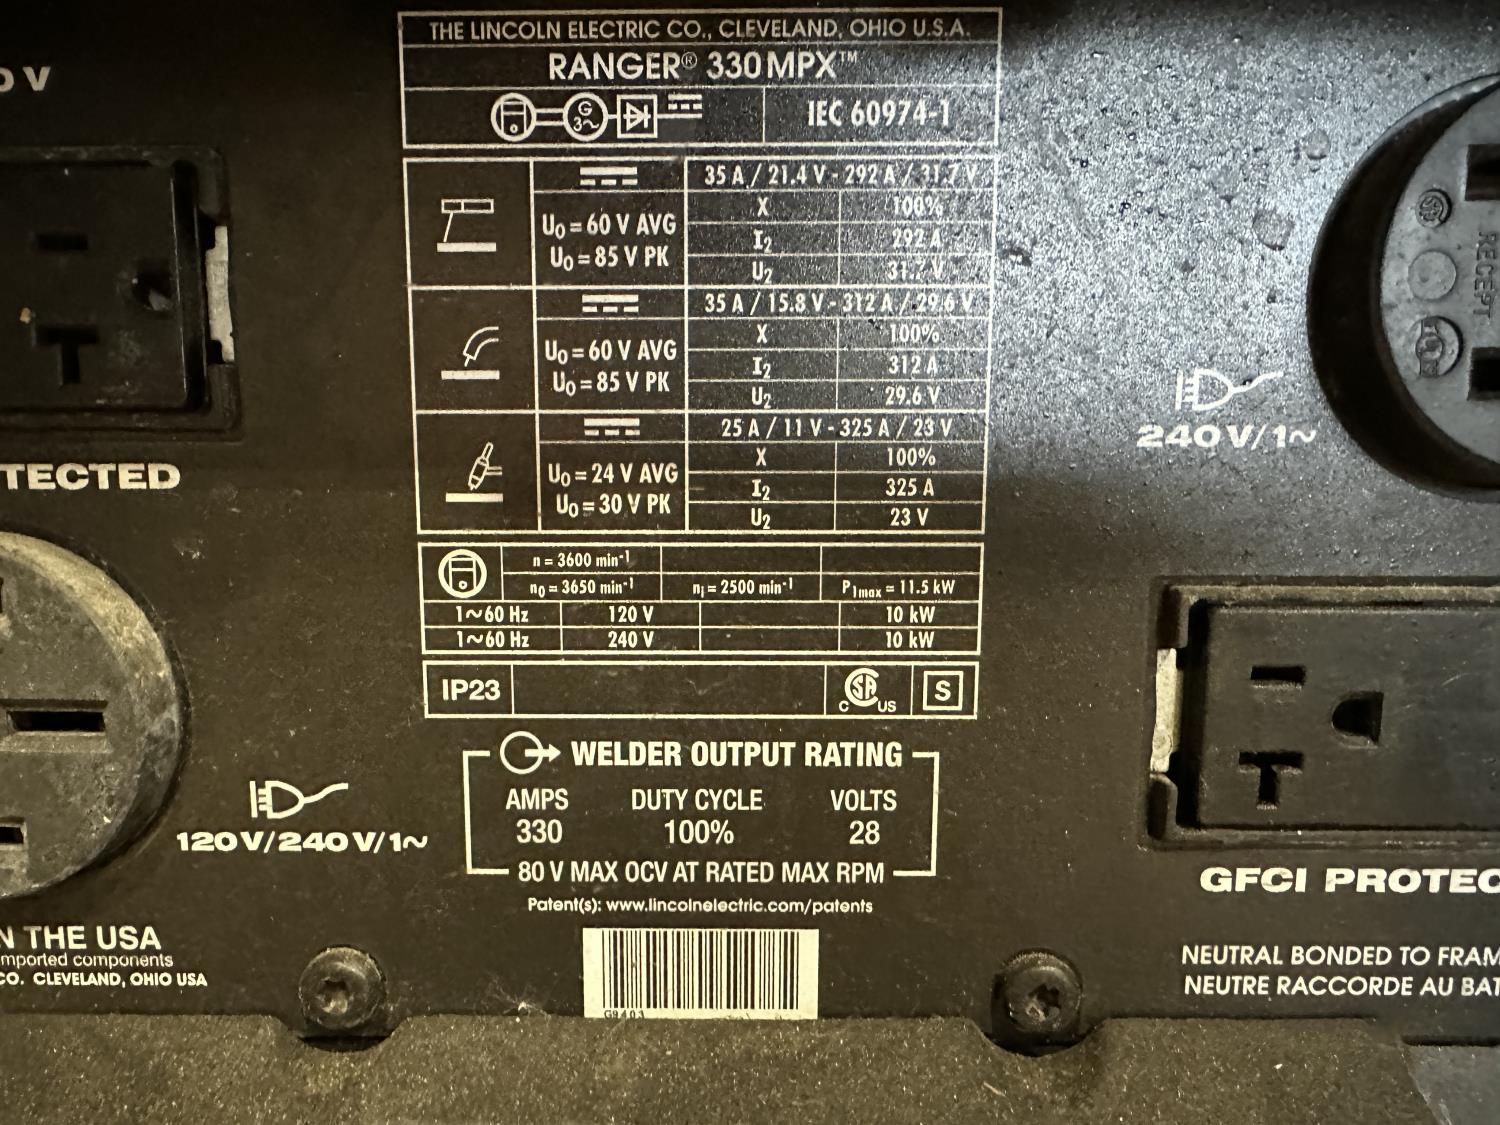 THE LINCOLN ELECTRIC CO., CLEVELAND, OHIO U.S.A.
RANGER® 330MPX™
G
3~
IEC 60974-1
0 V
35 A / 21.4 V - 292 A / 31.7 V
U0 = 60 V AVG
U0 = 85 V PK
X 100%
I2 292 A
U2 31.7 V
35 A / 15.8 V - 312 A / 29.6 V
U0 = 60 V AVG
U0 = 85 V PK
X 100%
I2 312 A
U2 29.6 V
25 A / 11 V - 325 A / 23 V
U0 = 24 V AVG
U0 = 30 V PK
X 100%
I2 325 A
U2 23 V
n = 3600 min-1
n0 = 3650 min-1 ni = 2500 min-1 P1max = 11.5 kW
1~60 Hz 120 V 10 kW
1~60 Hz 240 V 10 kW
IP23
C SA US
S
WELDER OUTPUT RATING
AMPS DUTY CYCLE VOLTS
330 100% 28
80 V MAX OCV AT RATED MAX RPM
Patent(s): www.lincolnelectric.com/patents
TECTED
120V/240V/1~
N THE USA
mported components
CO. CLEVELAND, OHIO USA
RECEPT
240V/1~
GFCI PROTEC
NEUTRAL BONDED TO FRAM
NEUTRE RACCORDE AU BAT